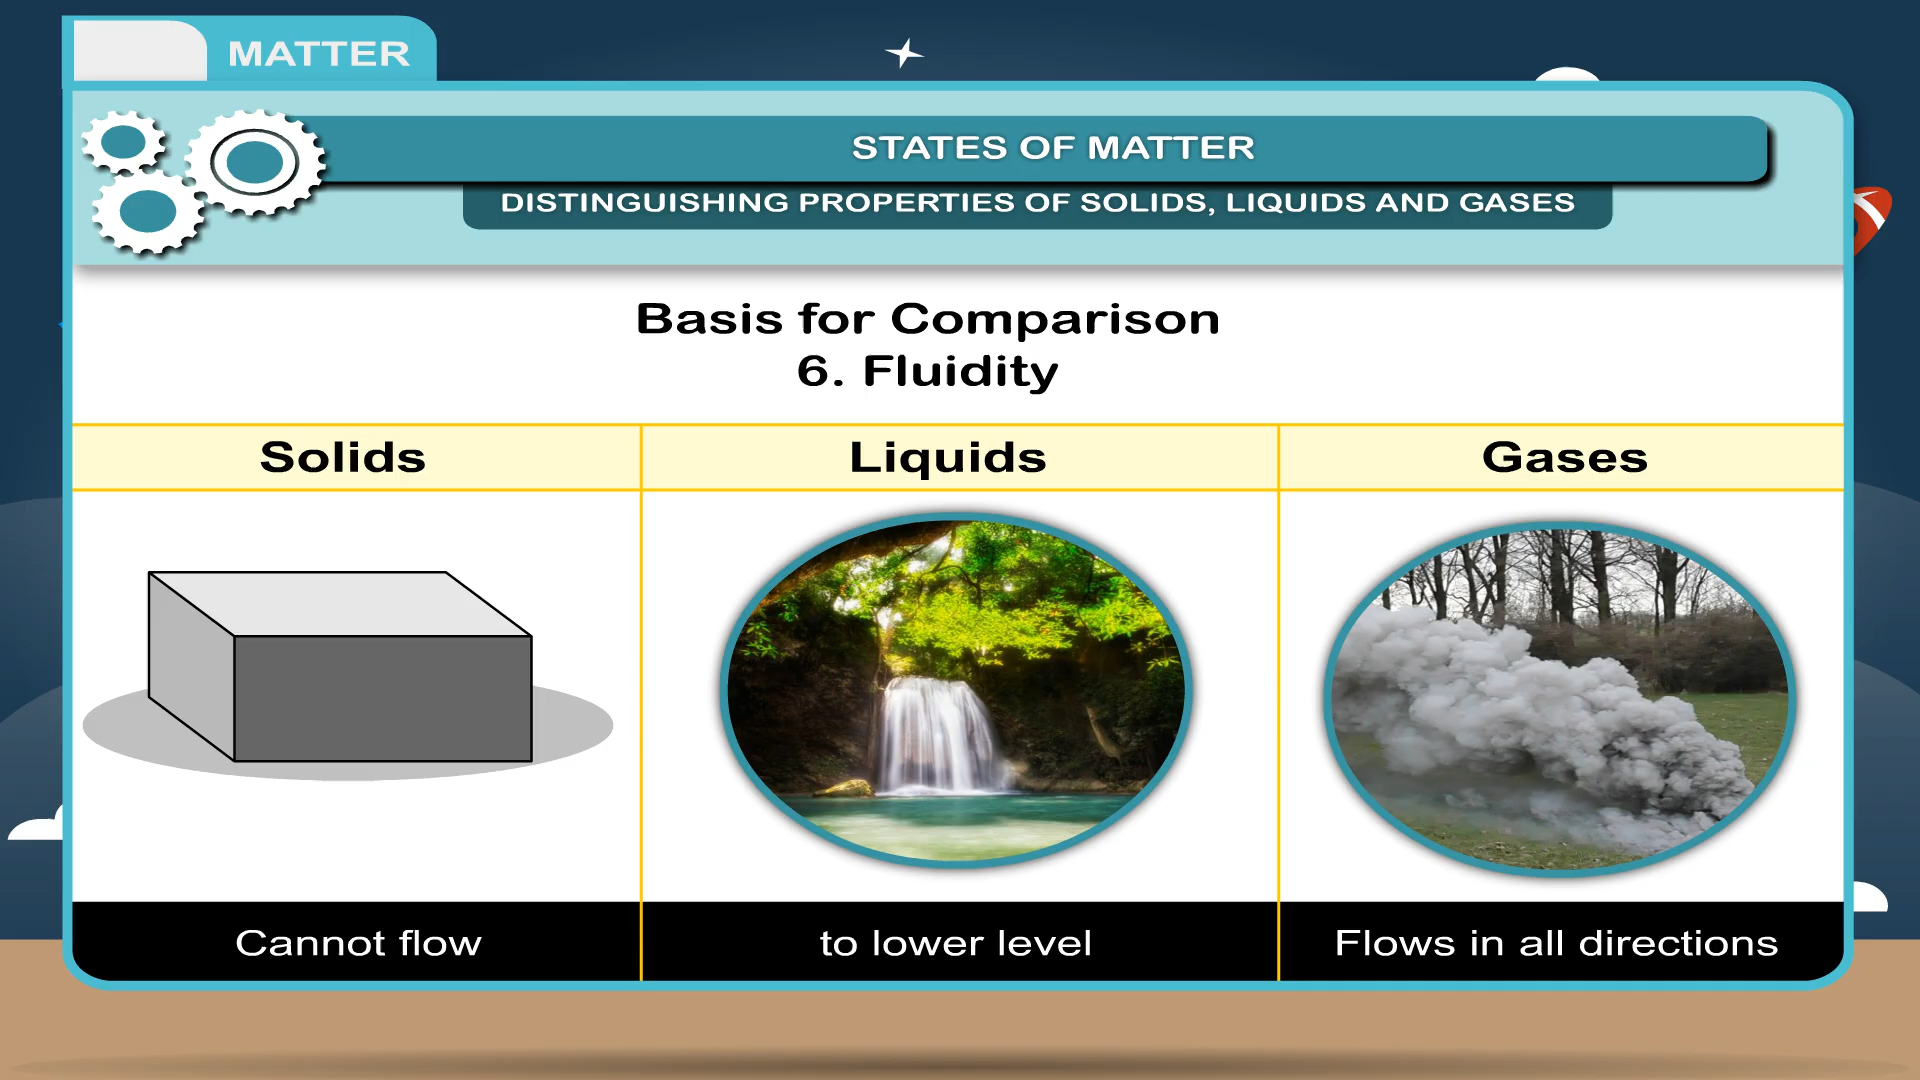 MATTER
STATES OF MATTER
DISTINGUISHING PROPERTIES OF SOLIDS, LIQUIDS AND GASES
Basis for Comparison
6. Fluidity
Solids
Liquids
Gases
Cannot flow
to lower level
Flows in all directions